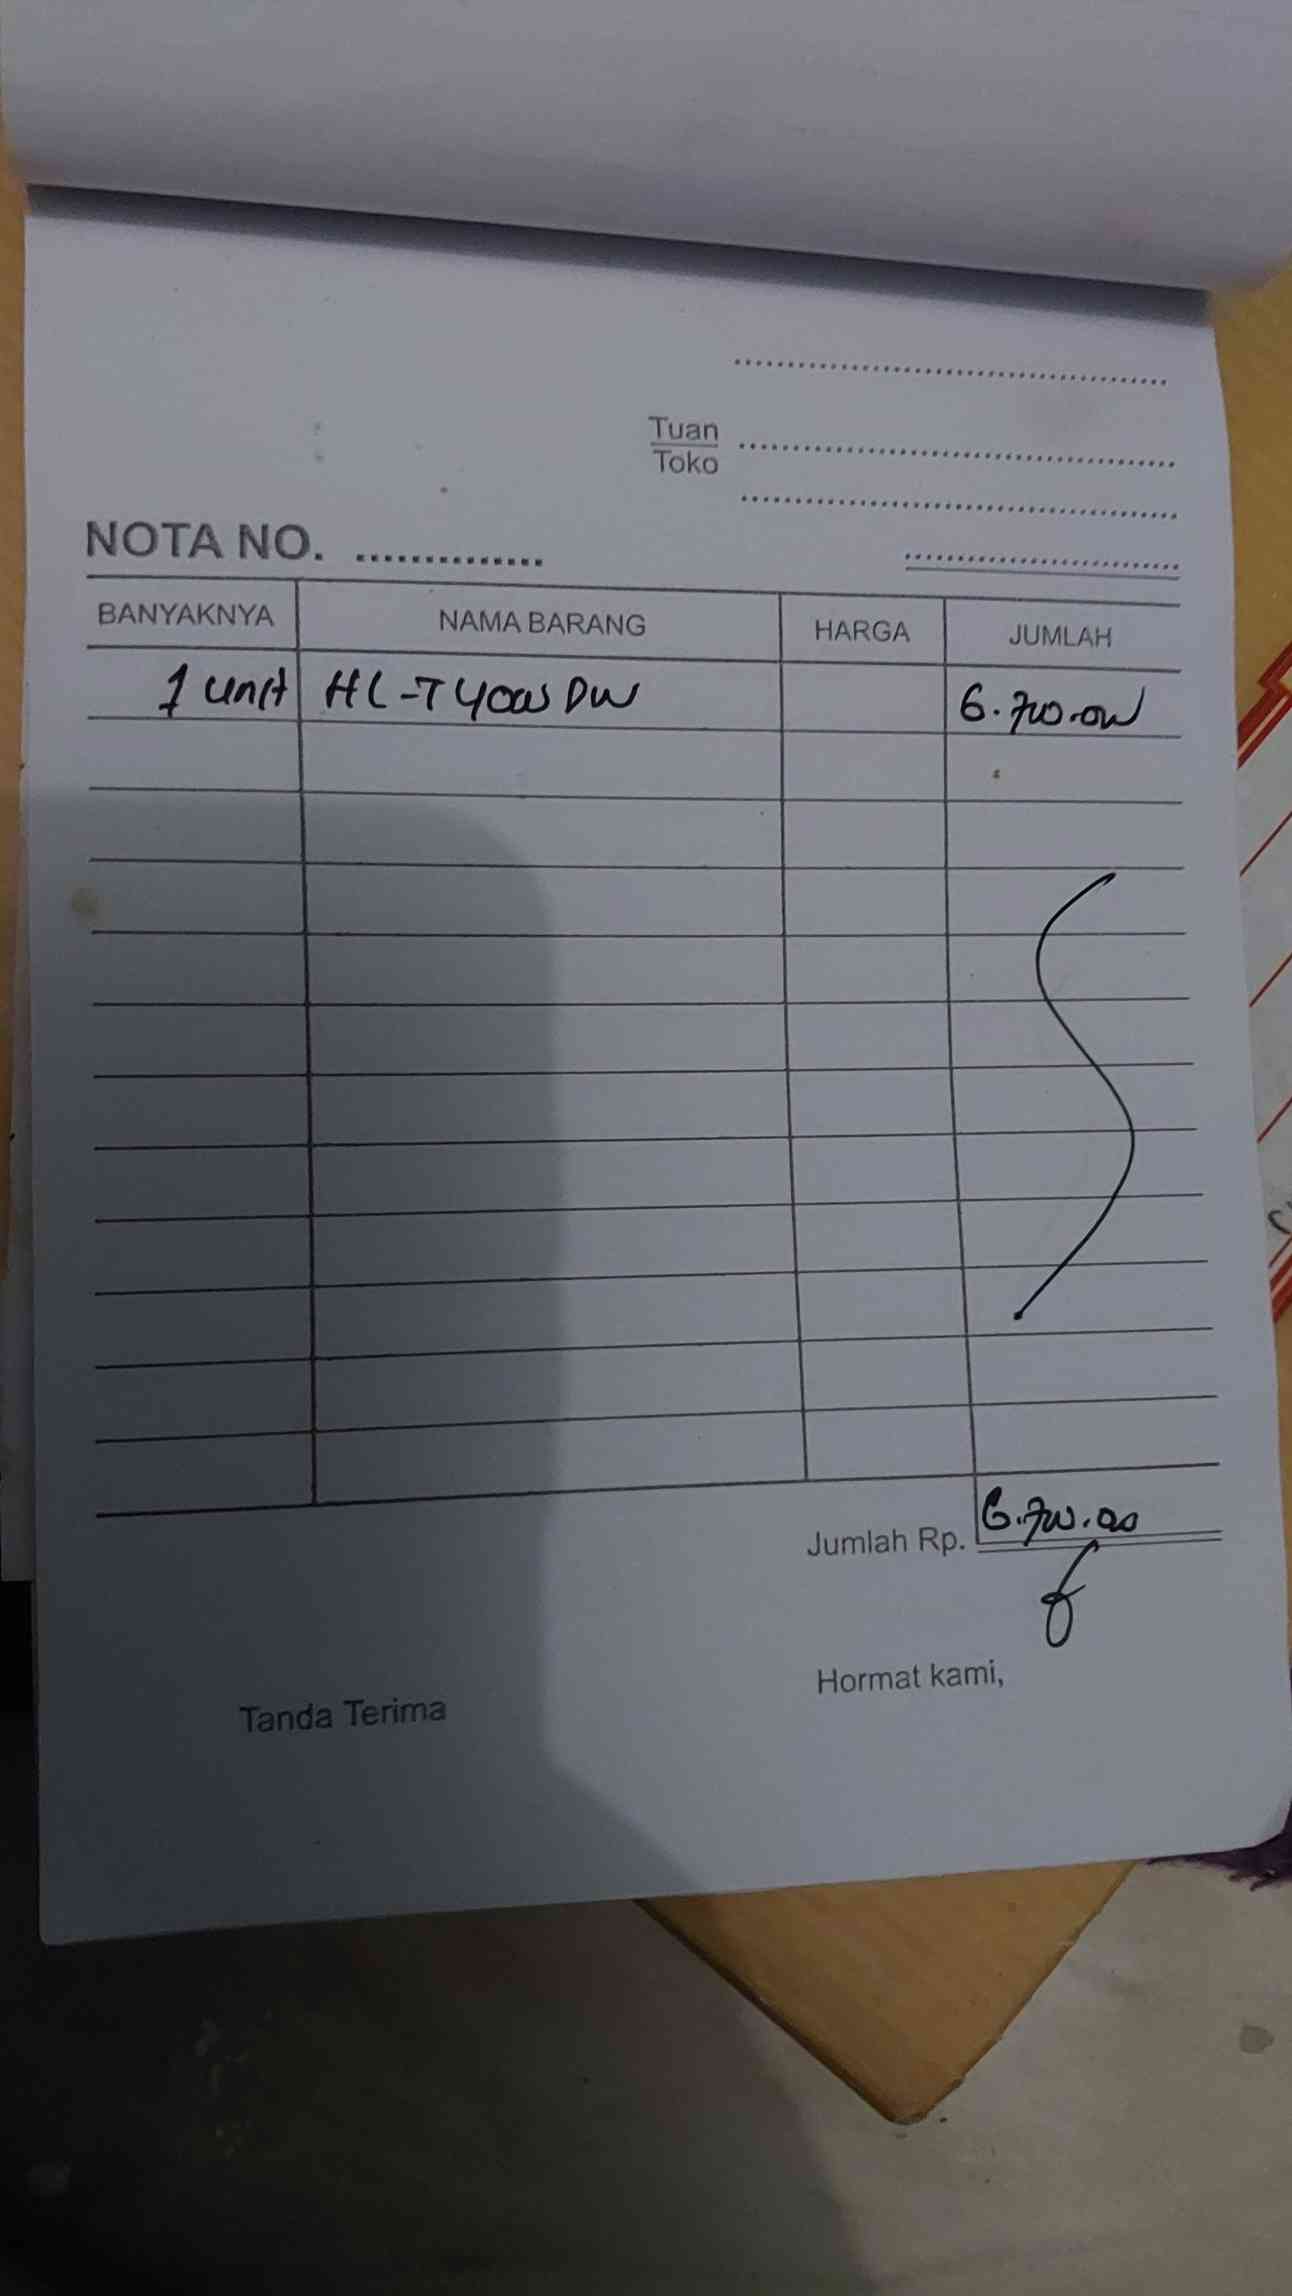 Tuan
Toko
NOTA NO.
BANYAKNYA NAMA BARANG HARGA JUMLAH
1 unit HL-T4000DW 6.700.000
Jumlah Rp. 6.700.000
Tanda Terima Hormat kami,